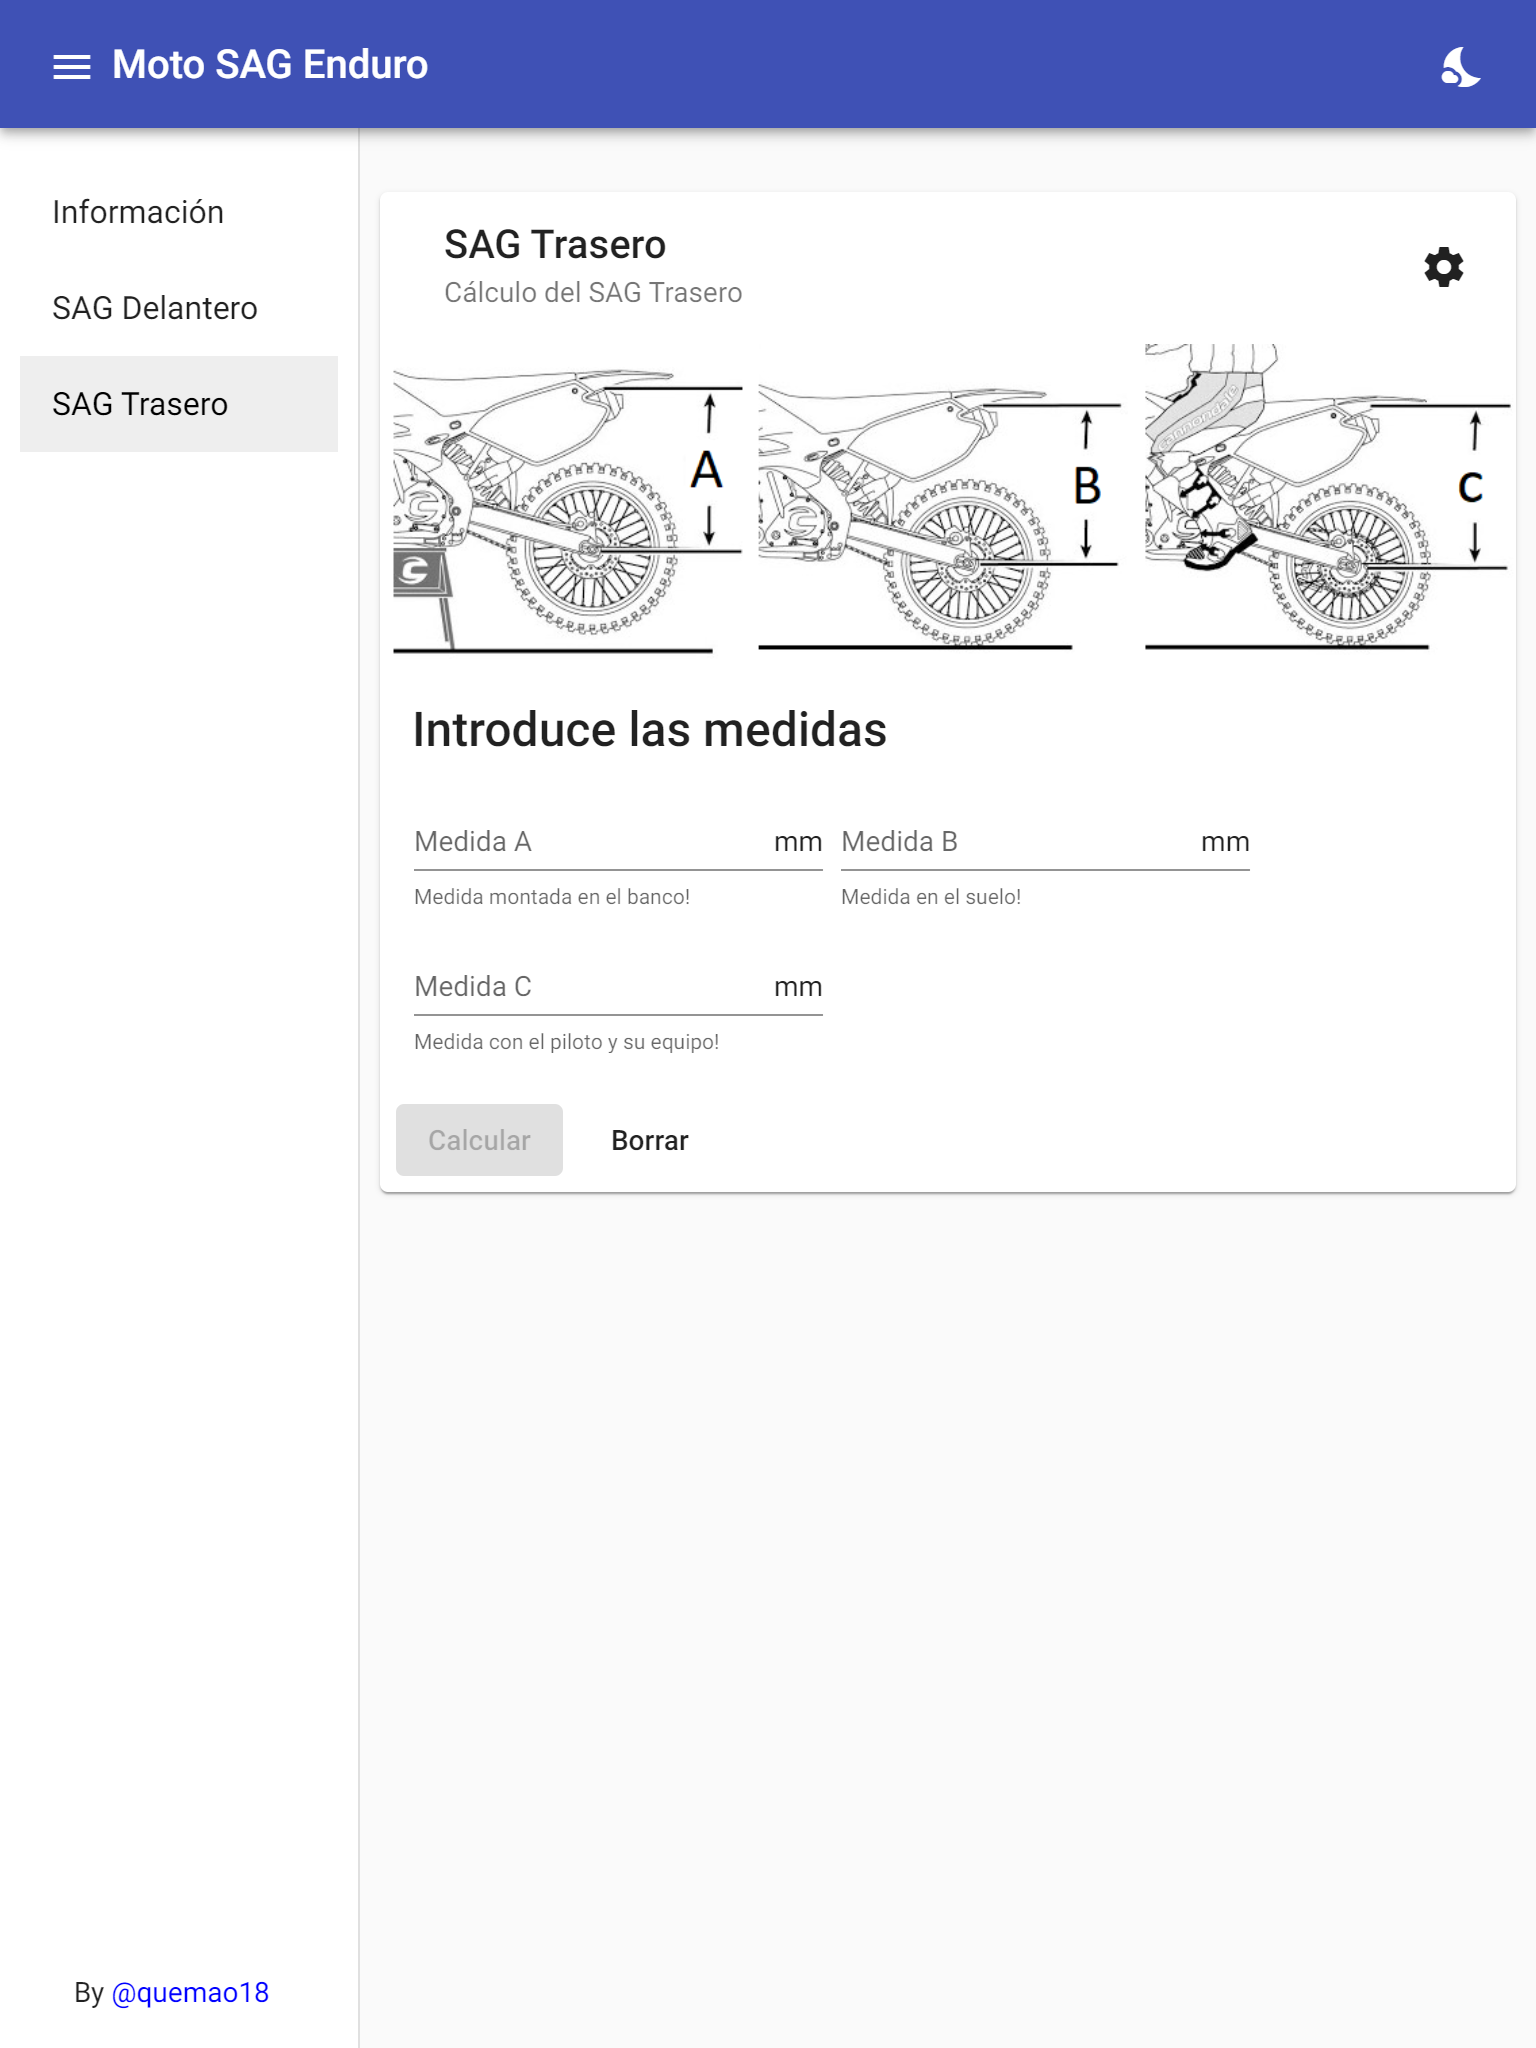 Moto SAG Enduro
Información
SAG Delantero
SAG Trasero
SAG Trasero
Cálculo del SAG Trasero
A
B
C
cannondale
Introduce las medidas
Medida A mm
Medida B mm
Medida montada en el banco!
Medida en el suelo!
Medida C mm
Medida con el piloto y su equipo!
Calcular
Borrar
By @quemao18